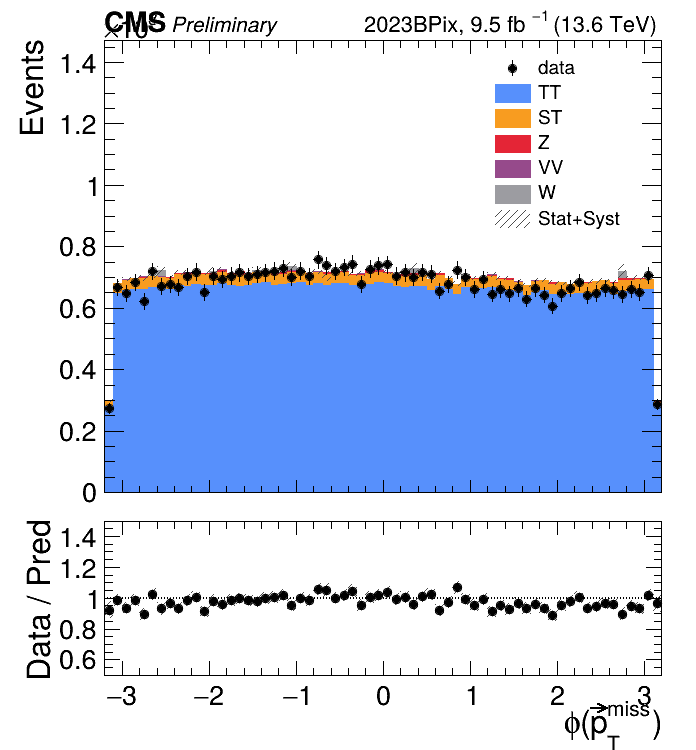 CMS Preliminary 2023BPix, 9.5 fb⁻¹ (13.6 TeV)
Events
1.4
1.2
1
0.8
0.6
0.4
0.2
0
data
TT
ST
Z
VV
W
Stat+Syst
Data / Pred
1.4
1.2
1
0.8
0.6
−3 −2 −1 0 1 2 3
ϕ(p⃗_T^miss)